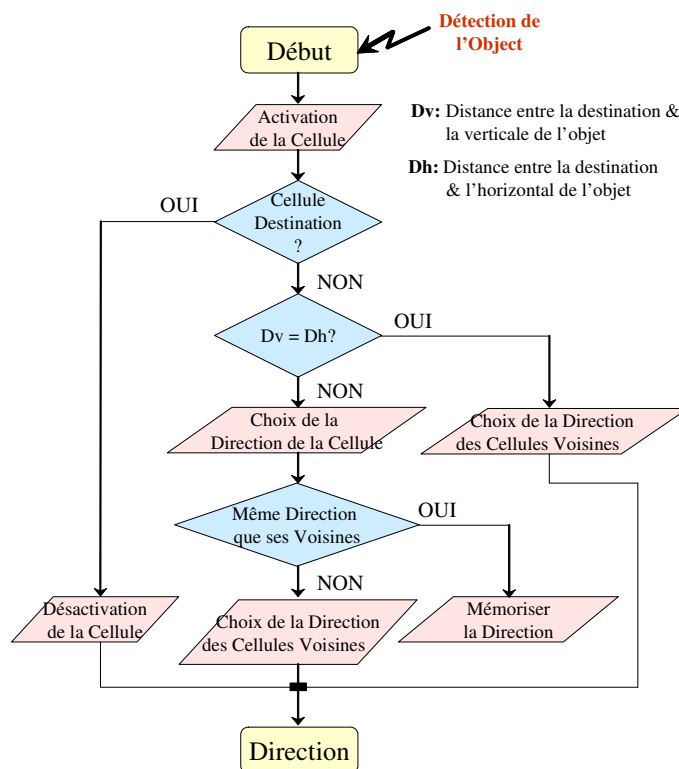 Détection de
l'Object
Début
Activation
de la Cellule
Dv: Distance entre la destination &
la verticale de l'objet
Dh: Distance entre la destination
& l'horizontal de l'objet
OUI
Cellule
Destination
?
NON
Dv = Dh?
OUI
NON
Choix de la
Direction de la Cellule
Choix de la Direction
des Cellules Voisines
Même Direction
que ses Voisines
OUI
NON
Désactivation
de la Cellule
Choix de la Direction
des Cellules Voisines
Mémoriser
la Direction
Direction